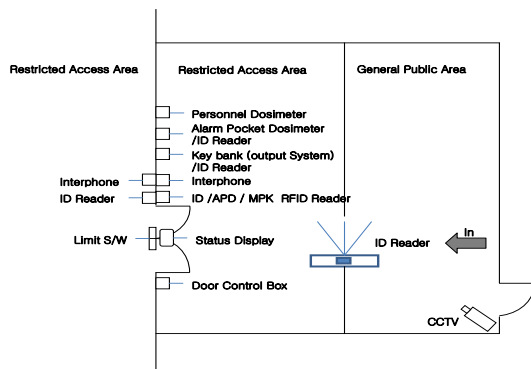 Restricted Access Area
Restricted Access Area
General Public Area
Personnel Dosimeter
Alarm Pocket Dosimeter
/ID Reader
Key bank (output System)
/ID Reader
Interphone
Interphone
ID Reader
ID /APD / MPK RFID Reader
Limit S/W
Status Display
ID Reader
In
Door Control Box
CCTV